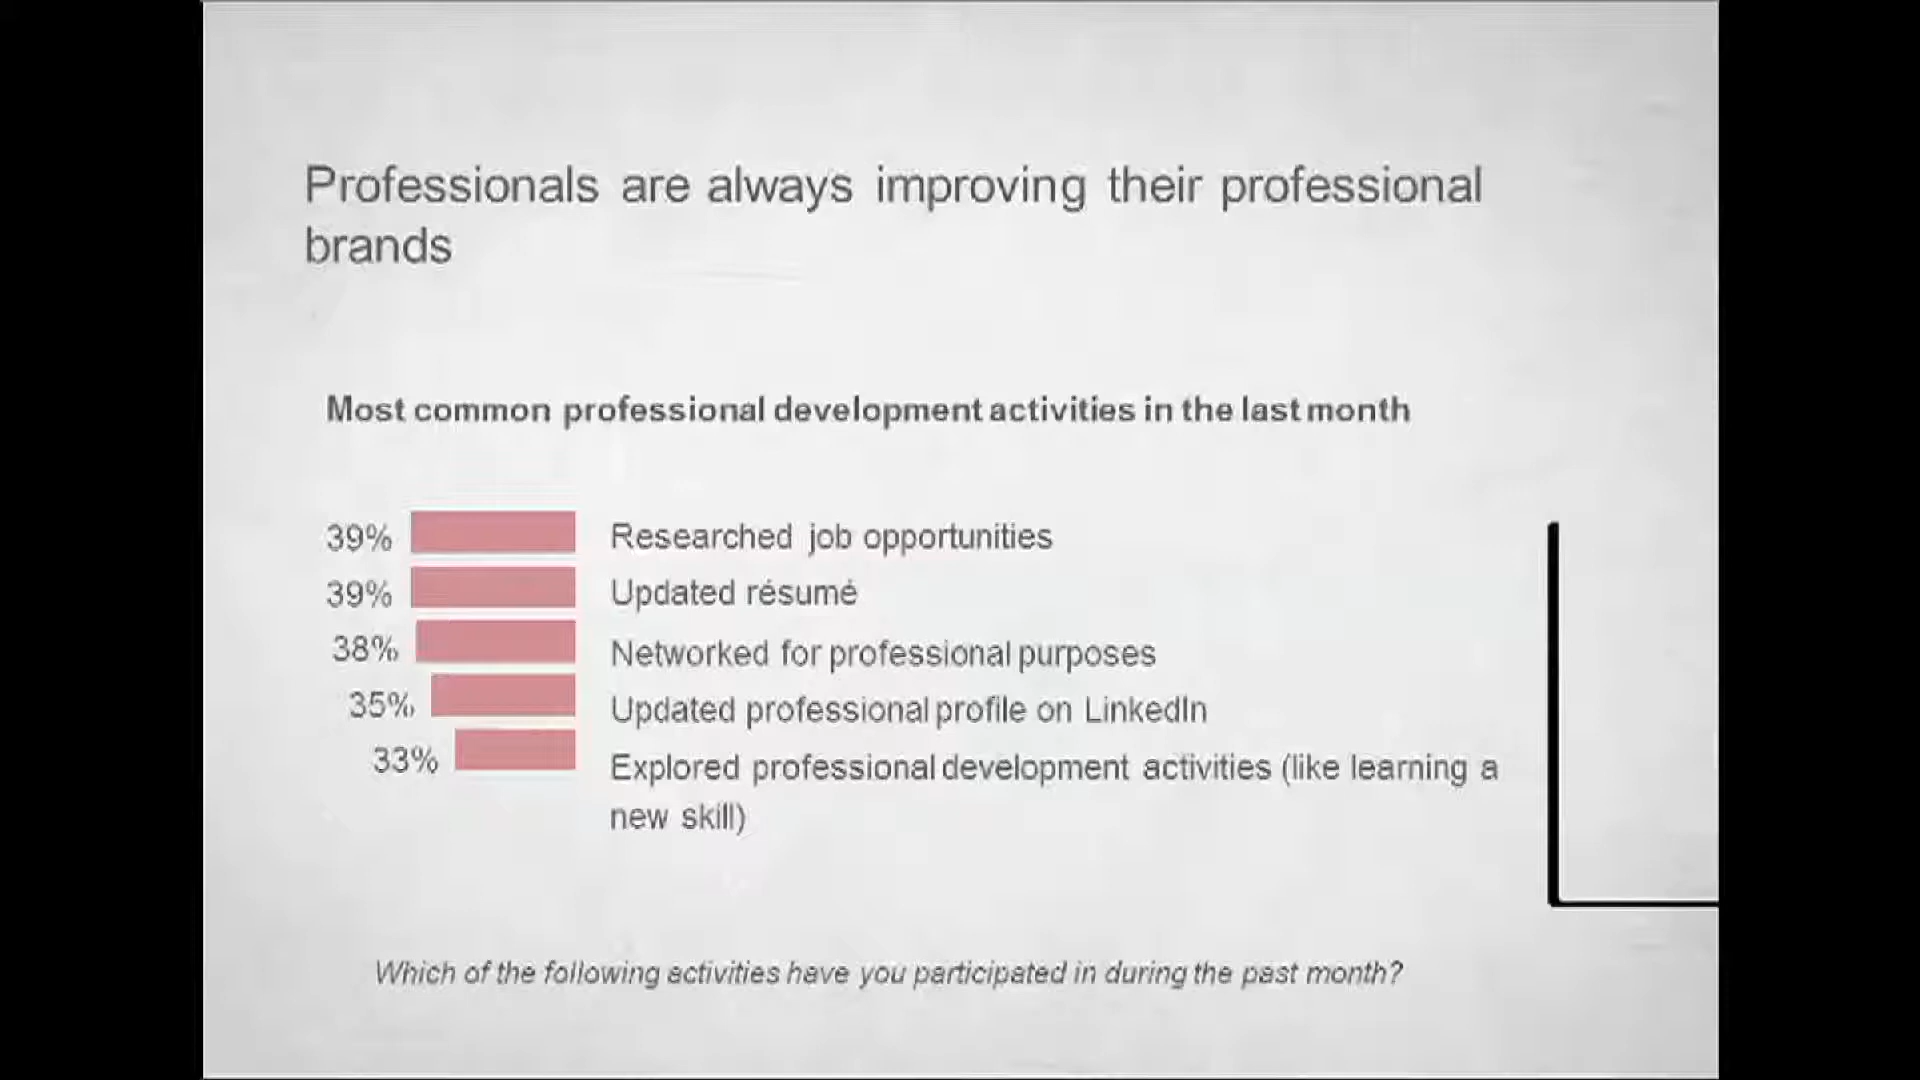 Professionals are always improving their professional
brands
Most common professional development activities in the last month
39% Researched job opportunities
39% Updated résumé
38% Networked for professional purposes
35% Updated professional profile on LinkedIn
33% Explored professional development activities (like learning a
new skill)
Which of the following activities have you participated in during the past month?